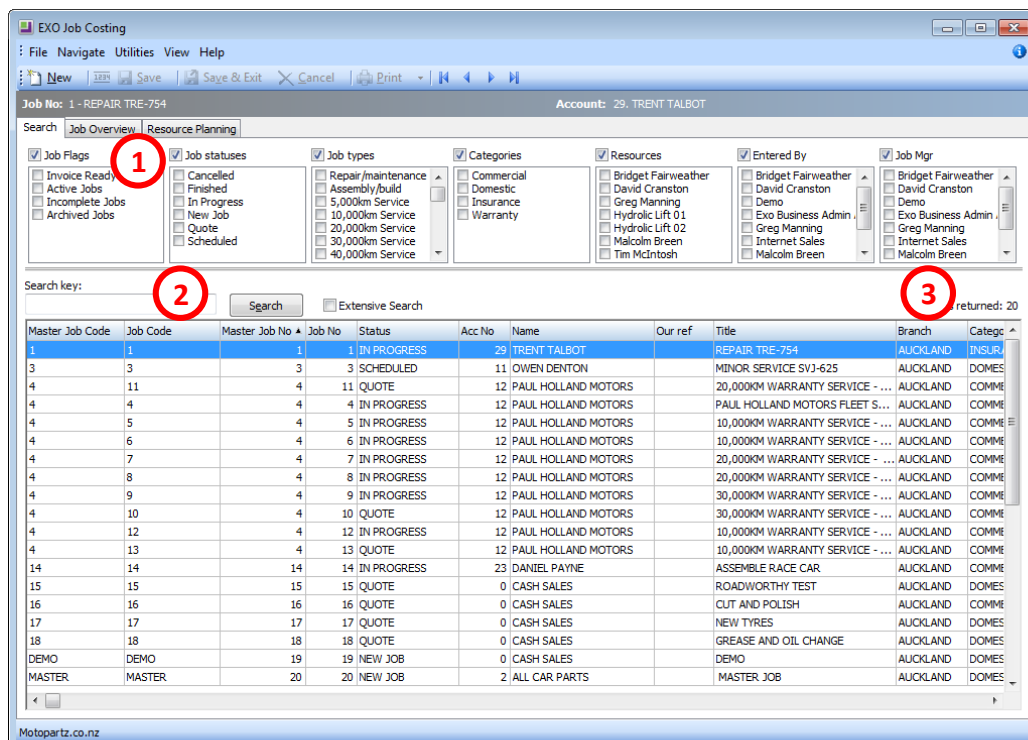 EXO Job Costing
File Navigate Utilities View Help
New Save Save & Exit Cancel Print
Job No: 1 - REPAIR TRE-754 Account: 29. TRENT TALBOT
Search Job Overview Resource Planning
Job Flags Job statuses Job types Categories Resources Entered By Job Mgr
1
Invoice Ready Cancelled Repair/maintenance Commercial Bridget Fairweather Bridget Fairweather Bridget Fairweather
Active Jobs Finished Assembly/build Domestic David Cranston David Cranston David Cranston
Incomplete Jobs In Progress 5,000km Service Insurance Greg Manning Demo Demo
Archived Jobs New Job 10,000km Service Warranty Hydrolic Lift 01 Exo Business Admin Exo Business Admin
Quote 20,000km Service Hydrolic Lift 02 Greg Manning Greg Manning
Scheduled 30,000km Service Malcolm Breen Internet Sales Internet Sales
40,000km Service Tim McIntosh Malcolm Breen Malcolm Breen
Search key:
2 3
Search Extensive Search returned: 20
Master Job Code Job Code Master Job No Job No Status Acc No Name Our ref Title Branch Categc
1 1 1 1 IN PROGRESS 29 TRENT TALBOT REPAIR TRE-754 AUCKLAND INSUR
3 3 3 3 SCHEDULED 11 OWEN DENTON MINOR SERVICE SVJ-625 AUCKLAND DOMES
4 11 4 11 QUOTE 12 PAUL HOLLAND MOTORS 20,000KM WARRANTY SERVICE - ... AUCKLAND COMME
4 4 4 4 IN PROGRESS 12 PAUL HOLLAND MOTORS PAUL HOLLAND MOTORS FLEET S... AUCKLAND COMME
4 5 4 5 IN PROGRESS 12 PAUL HOLLAND MOTORS 10,000KM WARRANTY SERVICE - ... AUCKLAND COMME
4 6 4 6 IN PROGRESS 12 PAUL HOLLAND MOTORS 10,000KM WARRANTY SERVICE - ... AUCKLAND COMME
4 7 4 7 IN PROGRESS 12 PAUL HOLLAND MOTORS 20,000KM WARRANTY SERVICE - ... AUCKLAND COMME
4 8 4 8 IN PROGRESS 12 PAUL HOLLAND MOTORS 20,000KM WARRANTY SERVICE - ... AUCKLAND COMME
4 9 4 9 IN PROGRESS 12 PAUL HOLLAND MOTORS 30,000KM WARRANTY SERVICE - ... AUCKLAND COMME
4 10 4 10 QUOTE 12 PAUL HOLLAND MOTORS 30,000KM WARRANTY SERVICE - ... AUCKLAND COMME
4 12 4 12 IN PROGRESS 12 PAUL HOLLAND MOTORS 10,000KM WARRANTY SERVICE - ... AUCKLAND COMME
4 13 4 13 QUOTE 12 PAUL HOLLAND MOTORS 10,000KM WARRANTY SERVICE - ... AUCKLAND COMME
14 14 14 14 IN PROGRESS 23 DANIEL PAYNE ASSEMBLE RACE CAR AUCKLAND COMME
15 15 15 15 QUOTE 0 CASH SALES ROADWORTHY TEST AUCKLAND DOMES
16 16 16 16 QUOTE 0 CASH SALES CUT AND POLISH AUCKLAND COMME
17 17 17 17 QUOTE 0 CASH SALES NEW TYRES AUCKLAND DOMES
18 18 18 18 QUOTE 0 CASH SALES GREASE AND OIL CHANGE AUCKLAND DOMES
DEMO DEMO 19 19 NEW JOB 0 CASH SALES DEMO AUCKLAND DOMES
MASTER MASTER 20 20 NEW JOB 2 ALL CAR PARTS MASTER JOB AUCKLAND DOMES
Motopartz.co.nz